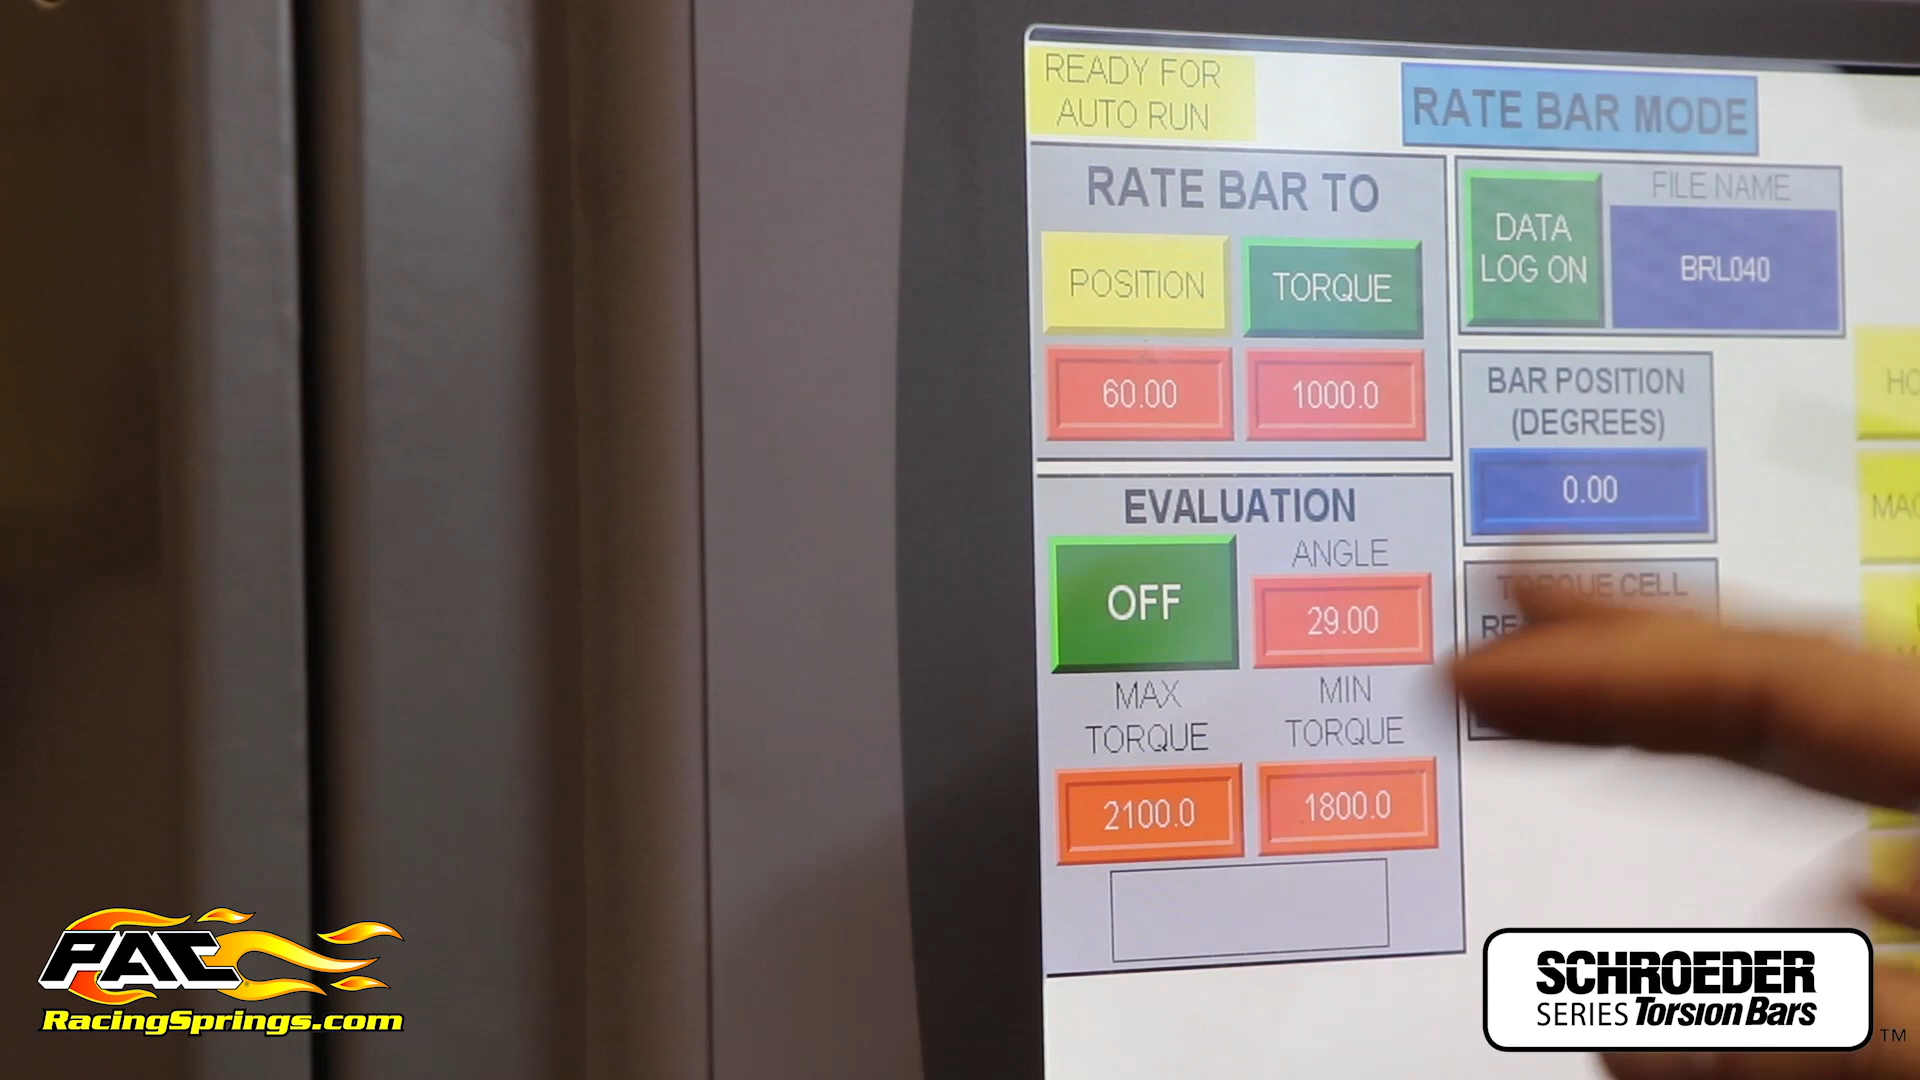 READY FOR
AUTO RUN
RATE BAR MODE
RATE BAR TO
POSITION
TORQUE
60.00
1000.0
DATA
LOG ON
FILE NAME
BRL040
BAR POSITION
(DEGREES)
0.00
EVALUATION
OFF
ANGLE
29.00
MAX
TORQUE
MIN
TORQUE
2100.0
1800.0
TORQUE CELL
PAC
RacingSprings.com
SCHROEDER
SERIES Torsion Bars
TM